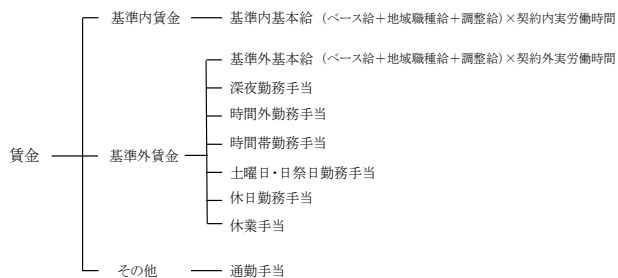 基準内賃金 基準内基本給 (ベース給＋地域職種給＋調整給)×契約内実労働時間
基準外基本給 (ベース給＋地域職種給＋調整給)×契約外実労働時間
深夜勤務手当
時間外勤務手当
時間帯勤務手当
賃金 基準外賃金
土曜日・日祭日勤務手当
休日勤務手当
休業手当
その他 通勤手当